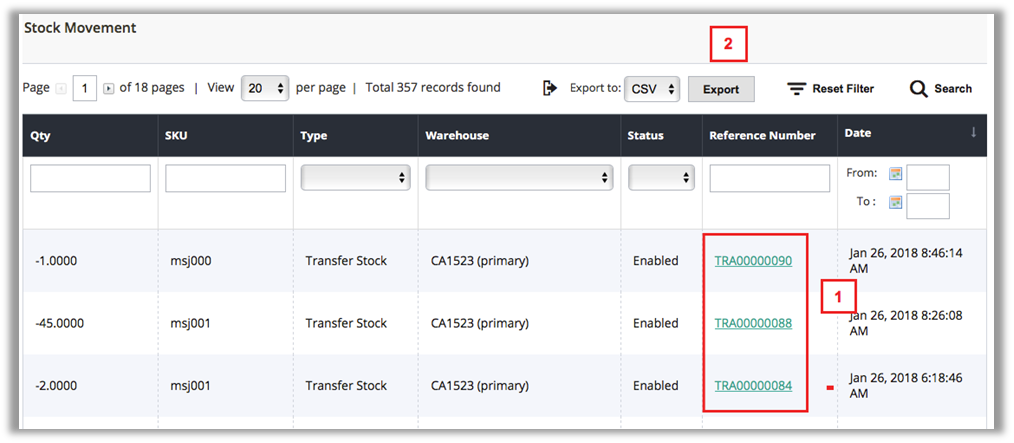 Stock Movement
2
Page 1 of 18 pages | View 20 per page | Total 357 records found Export to: CSV Export Reset Filter Search
Qty SKU Type Warehouse Status Reference Number Date ↓
From:
To :
-1.0000 msj000 Transfer Stock CA1523 (primary) Enabled TRA00000090 Jan 26, 2018 8:46:14
AM
1
-45.0000 msj001 Transfer Stock CA1523 (primary) Enabled TRA00000088 Jan 26, 2018 8:26:08
AM
-2.0000 msj001 Transfer Stock CA1523 (primary) Enabled TRA00000084 Jan 26, 2018 6:18:46
AM